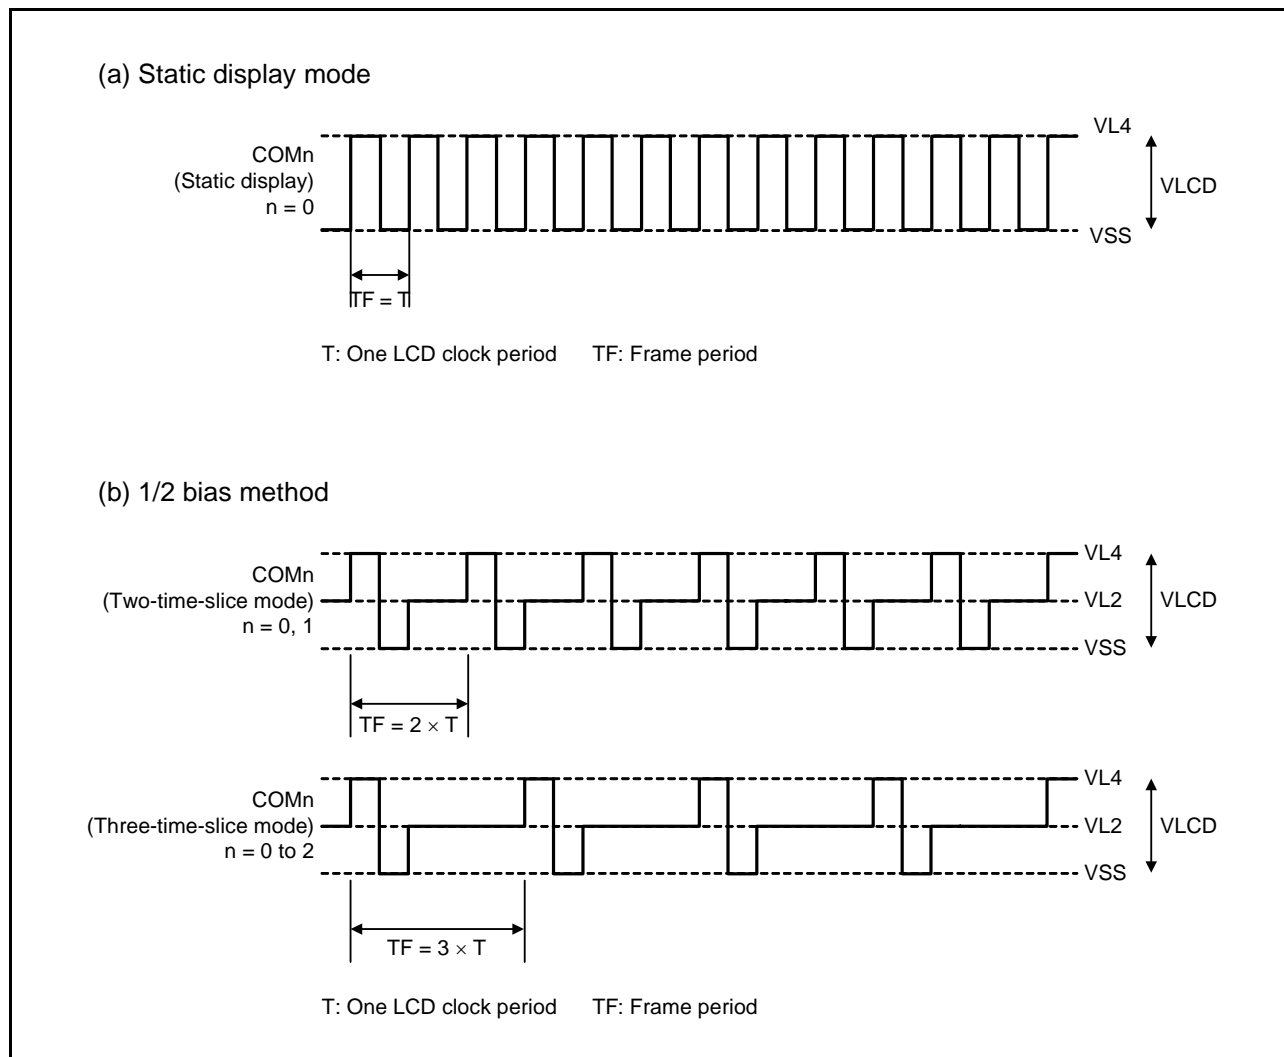 (a) Static display mode
COMn
(Static display)
n = 0
VL4
VLCD
VSS
TF = T
T: One LCD clock period TF: Frame period
(b) 1/2 bias method
COMn
(Two-time-slice mode)
n = 0, 1
VL4
VL2
VLCD
VSS
TF = 2 × T
COMn
(Three-time-slice mode)
n = 0 to 2
VL4
VL2
VLCD
VSS
TF = 3 × T
T: One LCD clock period TF: Frame period